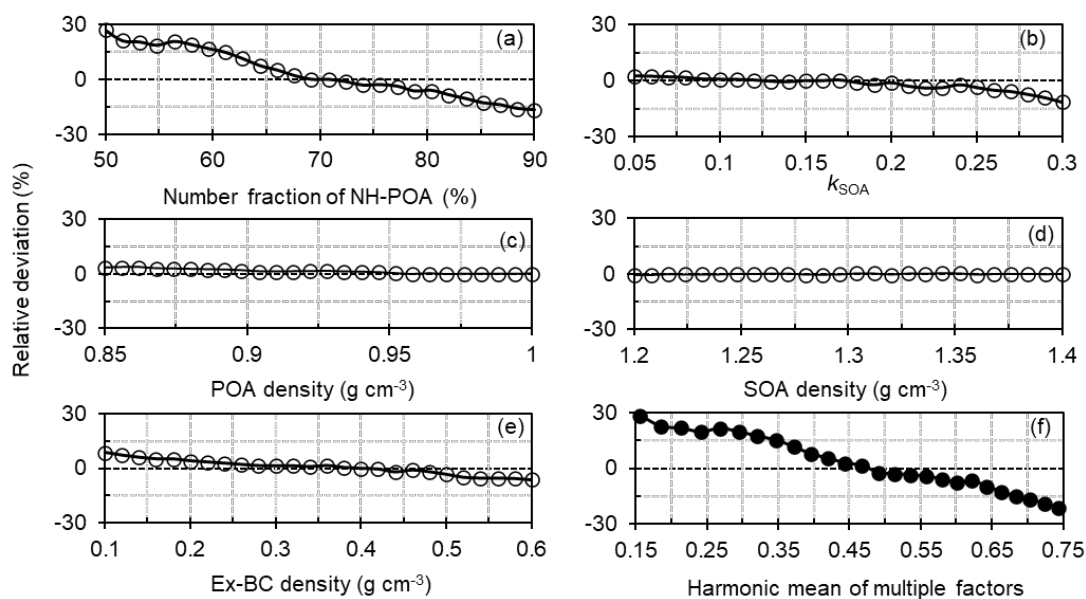 Relative deviation (%)
30
0
-30
(a)
50 60 70 80 90
Number fraction of NH-POA (%)
30
0
-30
(b)
0.05 0.1 0.15 0.2 0.25 0.3
kSOA
30
0
-30
(c)
0.85 0.9 0.95 1
POA density (g cm-3)
30
0
-30
(d)
1.2 1.25 1.3 1.35 1.4
SOA density (g cm-3)
30
0
-30
(e)
0.1 0.2 0.3 0.4 0.5 0.6
Ex-BC density (g cm-3)
30
0
-30
(f)
0.15 0.25 0.35 0.45 0.55 0.65 0.75
Harmonic mean of multiple factors